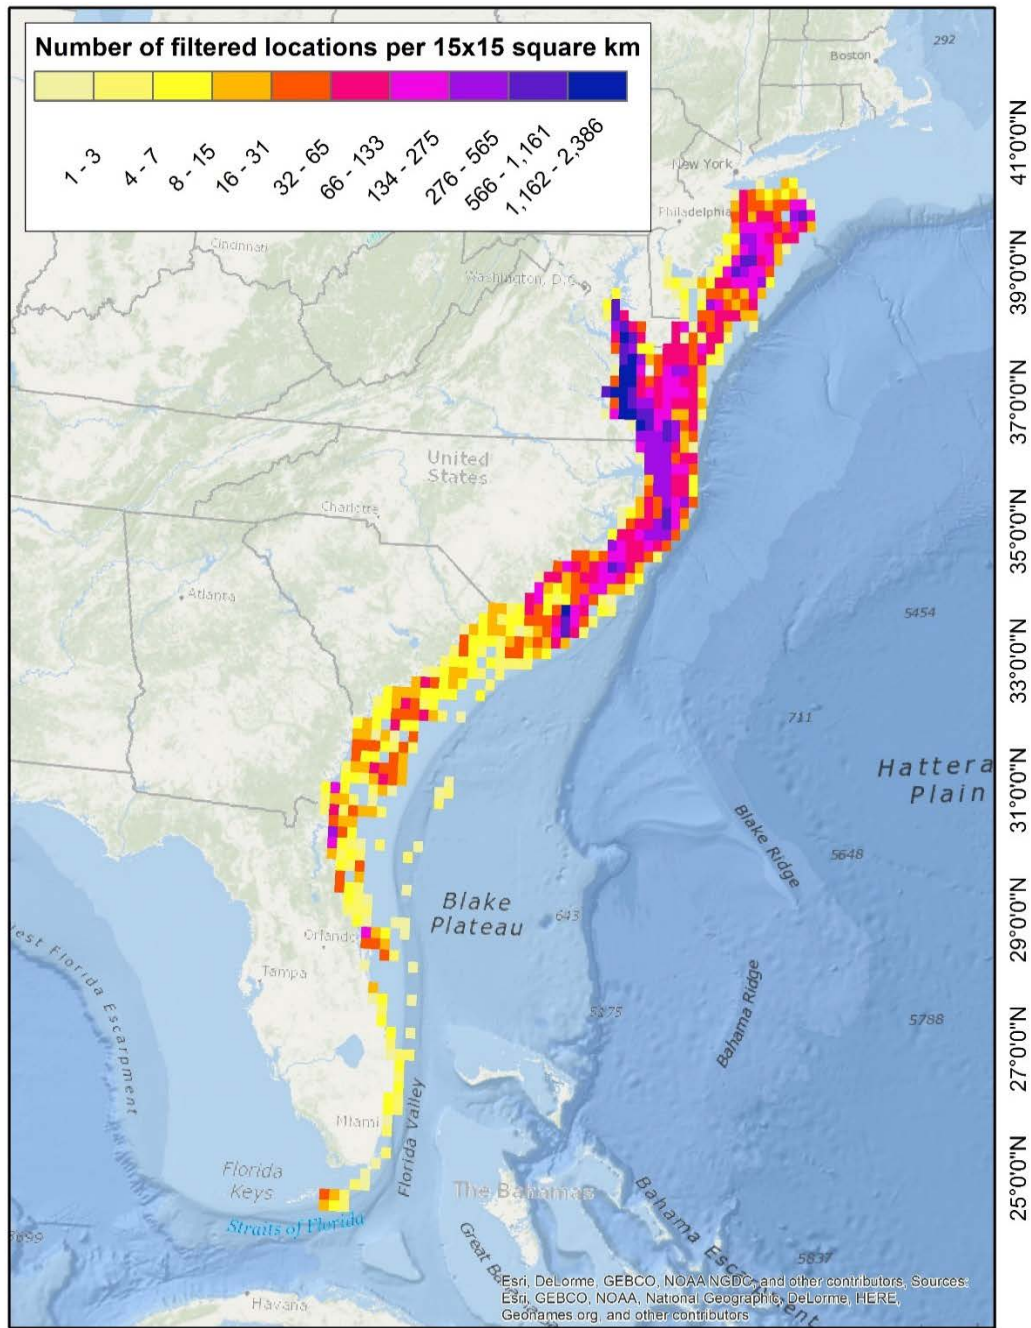 Number of filtered locations per 15x15 square km
1 - 3
4 - 7
8 - 15
16 - 31
32 - 65
66 - 133
134 - 275
276 - 565
566 - 1,161
1,162 - 2,386
292
Boston
New York
Philadelphia
Cincinnati
Washington, D.C.
United
States
Charlotte
Atlanta
5454
711
Hattera
Plain
Blake Ridge
5648
Blake
Plateau
643
Orlando
Tampa
West Florida Escarpment
5175
Bahama Ridge
5788
Miami
Florida Valley
Florida
Keys
Straits of Florida
The Bahamas
Bahama Escarpment
Great Ba
5837
Havana
41°0'0"N
39°0'0"N
37°0'0"N
35°0'0"N
33°0'0"N
31°0'0"N
29°0'0"N
27°0'0"N
25°0'0"N
Esri, DeLorme, GEBCO, NOAA NGDC, and other contributors, Sources:
Esri, GEBCO, NOAA, National Geographic, DeLorme, HERE,
Geonames.org, and other contributors